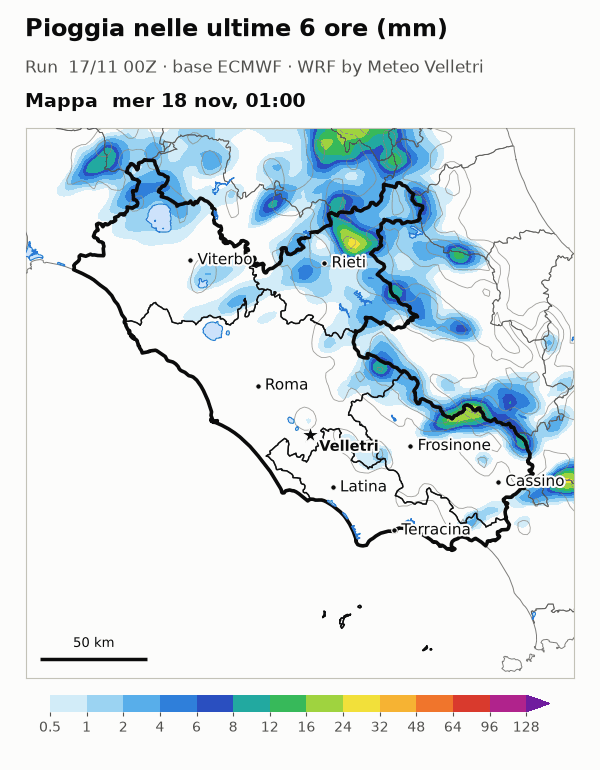 Pioggia nelle ultime 6 ore (mm)
Run  17/11 00Z · base ECMWF · WRF by Meteo Velletri
Mappa  mer 18 nov, 01:00
Viterbo
Rieti
Roma
Velletri
Frosinone
Cassino
Latina
Terracina
50 km
0.5 1 2 4 6 8 12 16 24 32 48 64 96 128